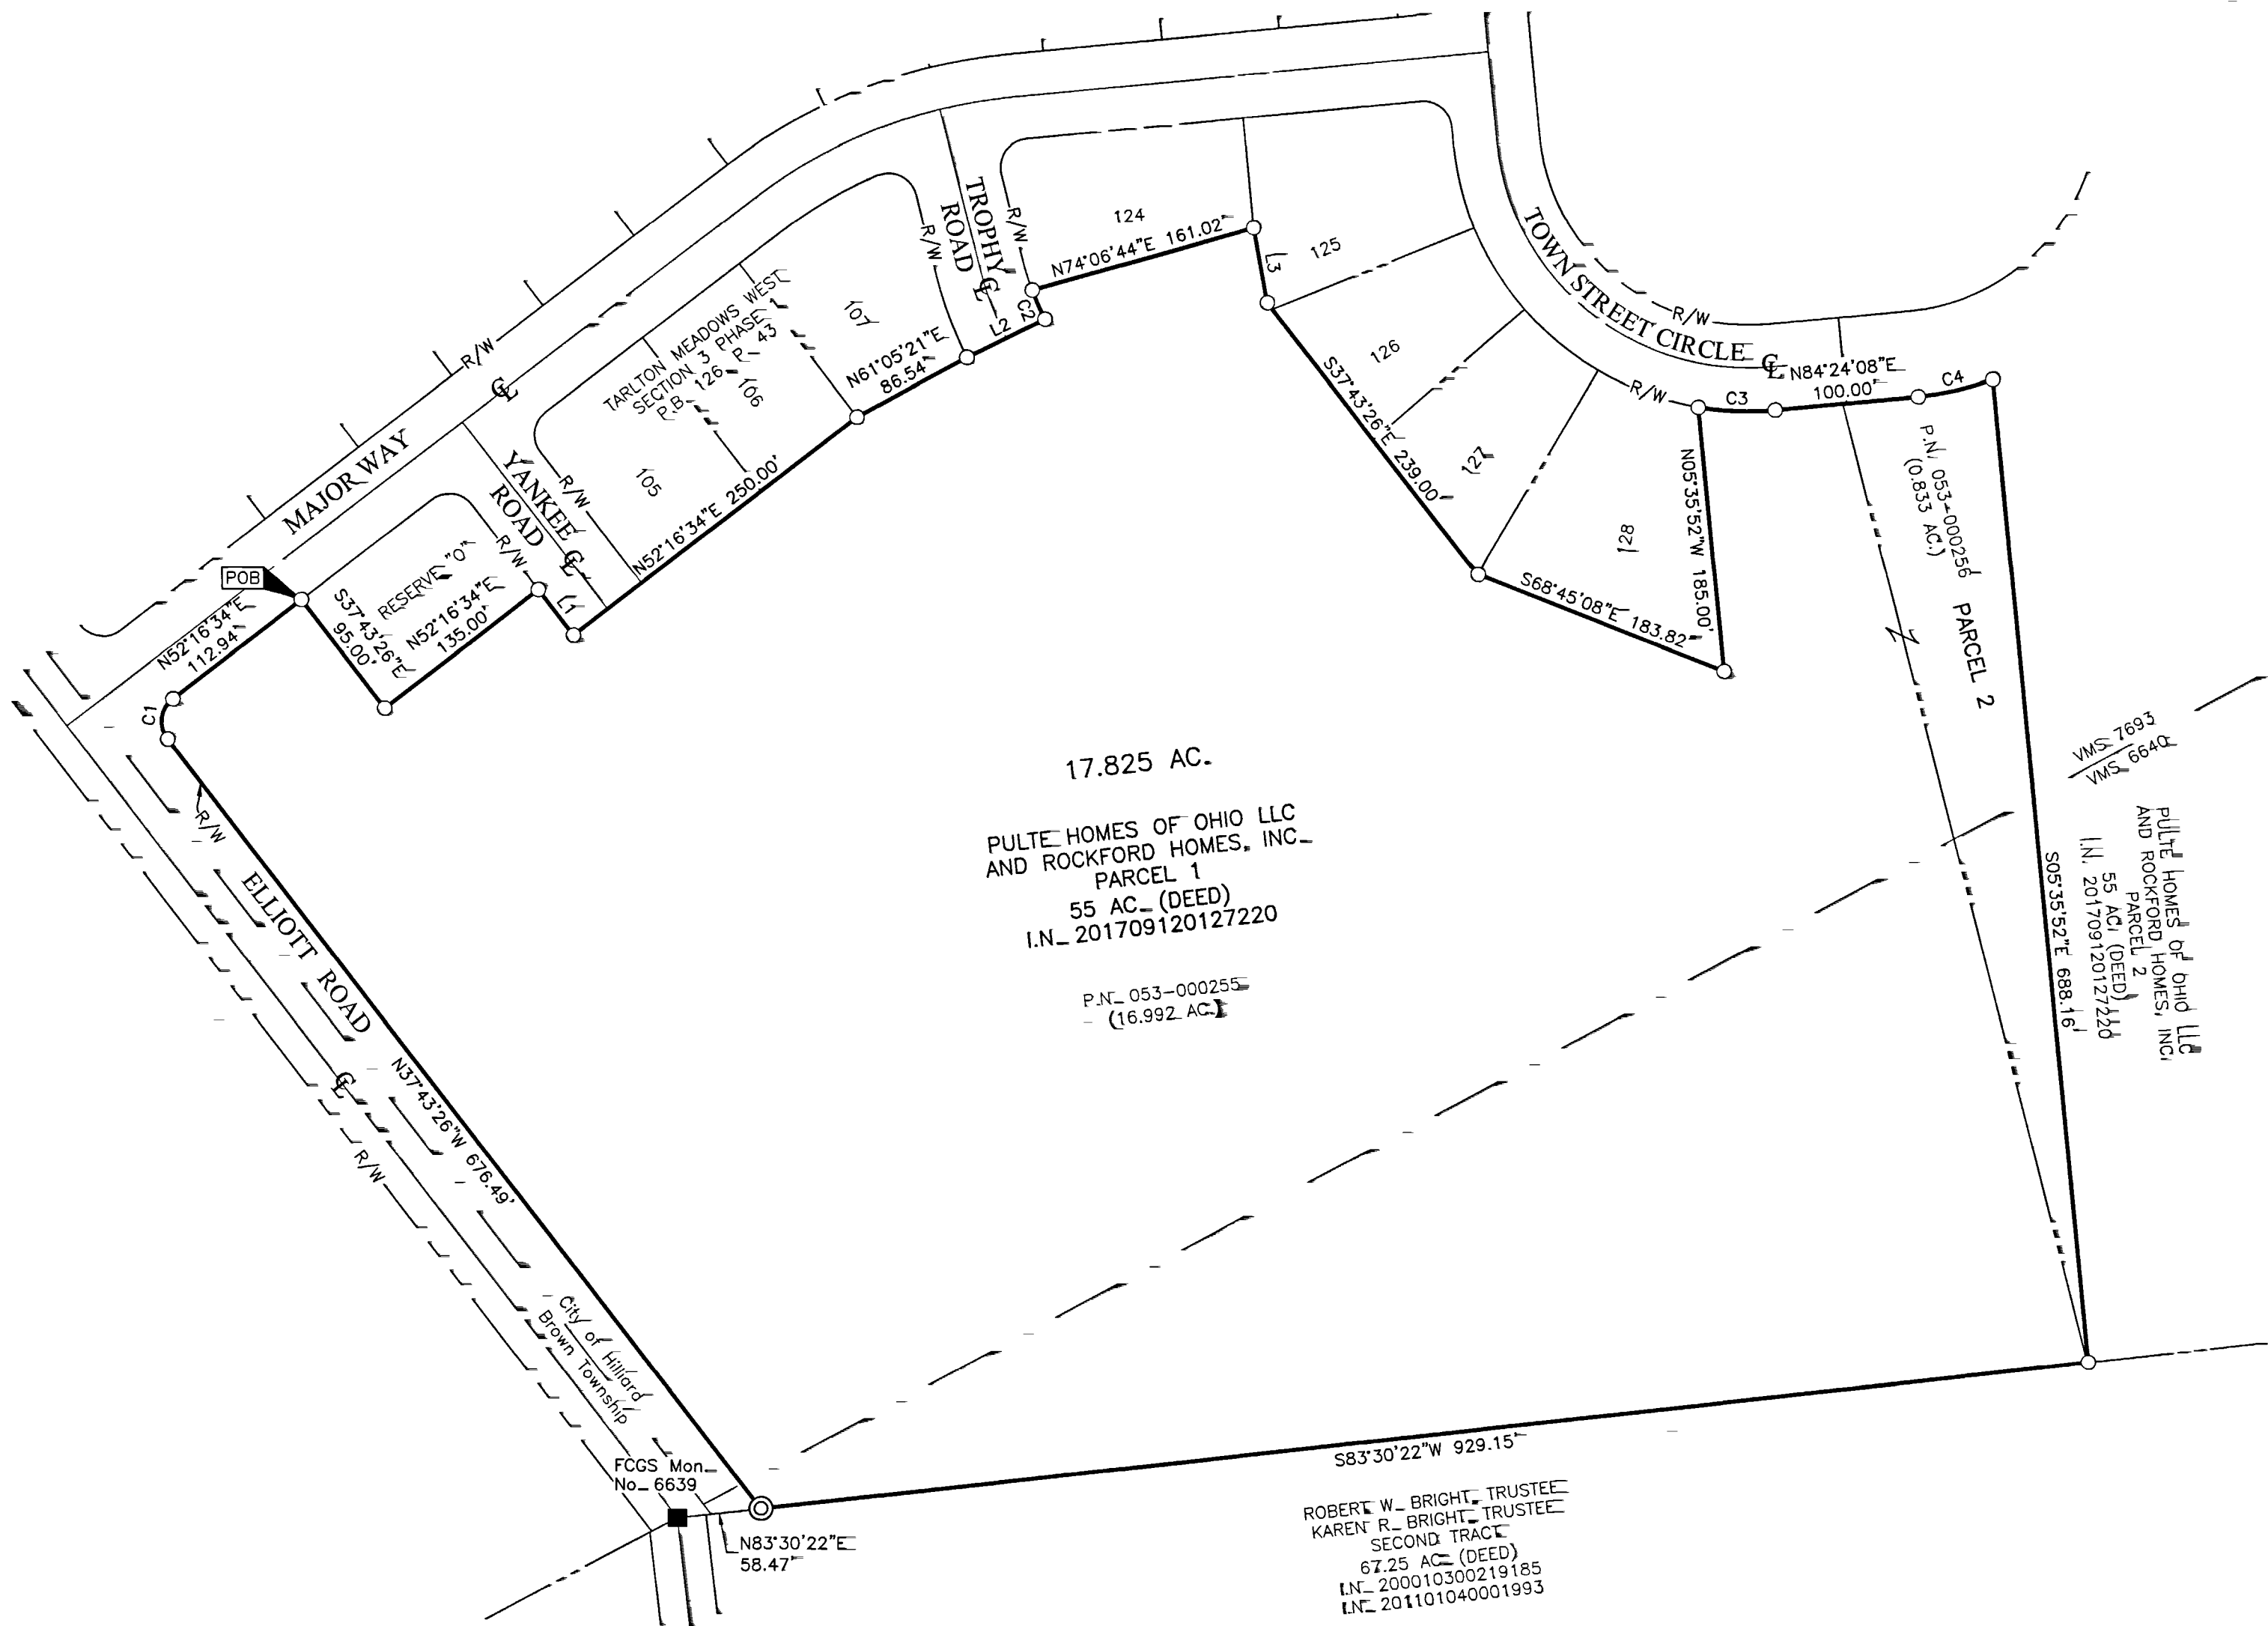 MAJOR WAY
R/W
CL
POB
N52°16'34"E
112.94'
C1
S37°43'26"E
95.00'
RESERVE "O"
N52°16'34"E
135.00'
R/W
YANKEE
ROAD
CL
R/W
L1
105
N52°16'34"E 250.00'
TARLTON MEADOWS WEST
SECTION 3 PHASE 1
P.B. 126 P. 43
106
107
N61°05'21"E
86.54'
R/W
TROPHY
ROAD
CL
R/W
L2
C2
124
N74°06'44"E 161.02'
L3
125
126
127
128
S37°43'26"E 239.00'
S68°45'08"E 183.82'
N05°35'52"W 185.00'
TOWN STREET CIRCLE
CL
R/W
R/W
C3
N84°24'08"E
100.00'
C4
P.N. 053-000256
(0.833 AC.)
PARCEL 2
Z
VMS 7693
VMS 6640
S05°35'52"E 688.16'
PULTE HOMES OF OHIO LLC
AND ROCKFORD HOMES, INC.
PARCEL 2
55 AC. (DEED)
I.N. 201709120127220
17.825 AC.
PULTE HOMES OF OHIO LLC
AND ROCKFORD HOMES, INC.
PARCEL 1
55 AC. (DEED)
I.N. 201709120127220
P.N. 053-000255
(16.992 AC.)
R/W
ELLIOTT ROAD
CL
N37°43'26"W 676.49'
R/W
City of Hilliard
Brown Township
FCGS Mon.
No. 6639
N83°30'22"E
58.47'
S83°30'22"W 929.15'
ROBERT W. BRIGHT, TRUSTEE
KAREN R. BRIGHT, TRUSTEE
SECOND TRACT
67.25 AC. (DEED)
I.N. 200010300219185
I.N. 201101040001993